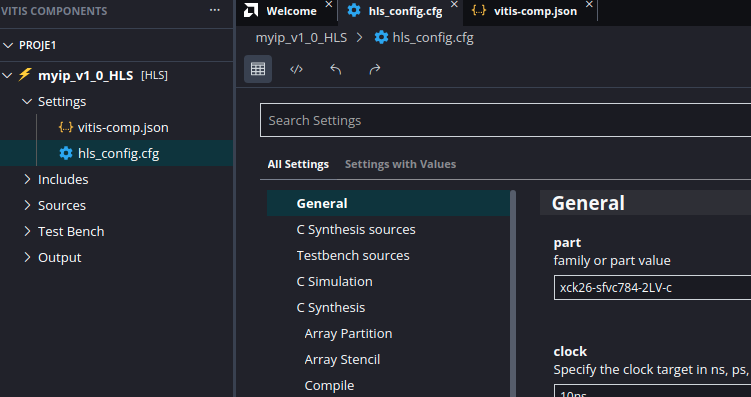 VITIS COMPONENTS ···
PROJE1
myip_v1_0_HLS [HLS]
Settings
{..} vitis-comp.json
hls_config.cfg
Includes
Sources
Test Bench
Output
Welcome × hls_config.cfg × {..} vitis-comp.json ×
myip_v1_0_HLS > hls_config.cfg
</>
Search Settings
All Settings Settings with Values
General
C Synthesis sources
Testbench sources
C Simulation
C Synthesis
Array Partition
Array Stencil
Compile
General
part
family or part value
xck26-sfvc784-2LV-c
clock
Specify the clock target in ns, ps,
10ns